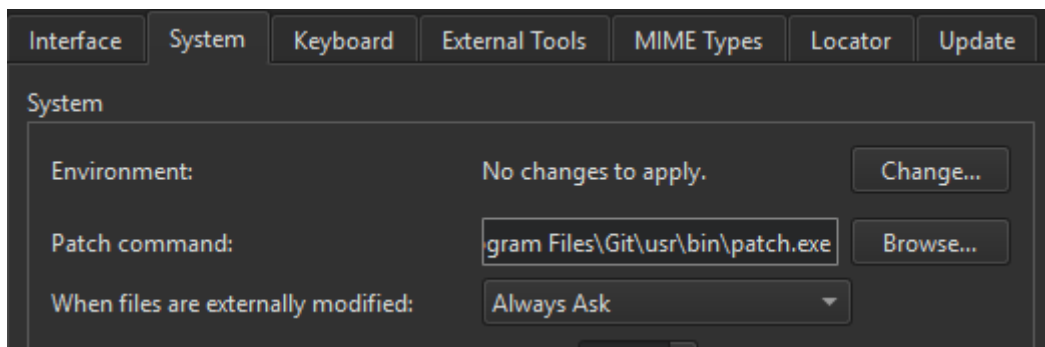 Interface System Keyboard External Tools MIME Types Locator Update
System
Environment: No changes to apply. Change...
Patch command: gram Files\Git\usr\bin\patch.exe Browse...
When files are externally modified: Always Ask